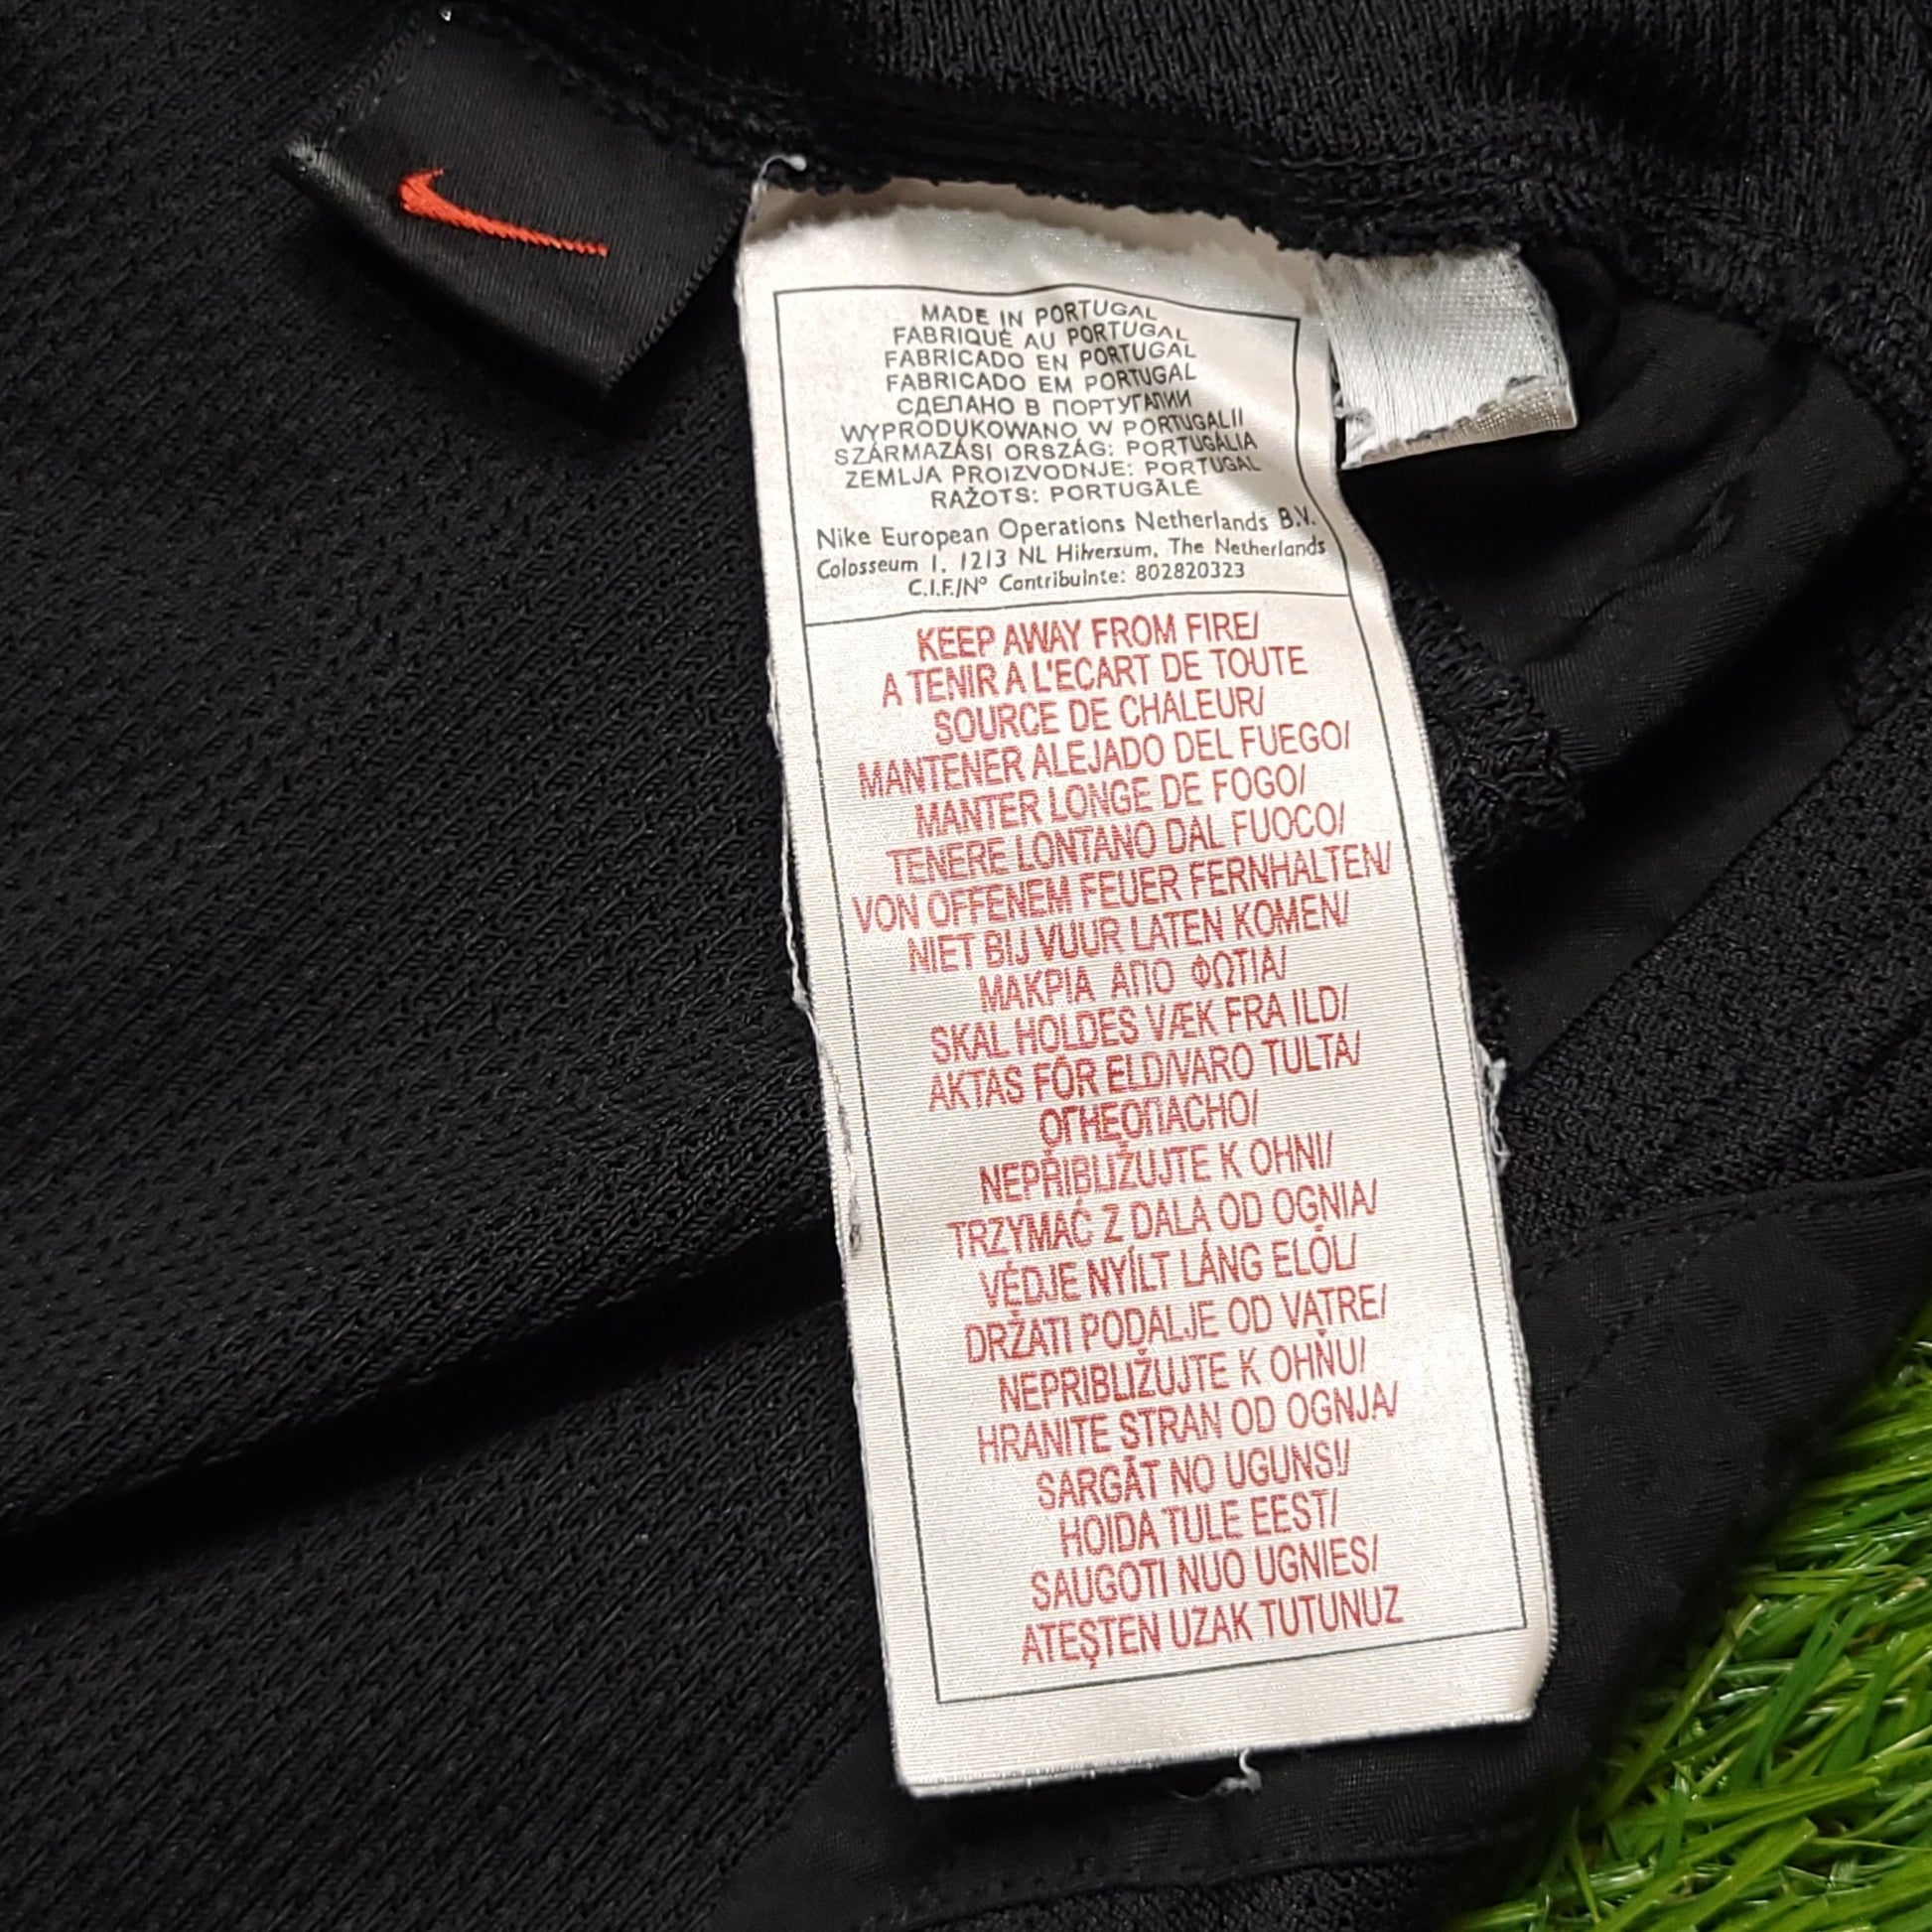 MADE IN PORTUGAL
FABRIQUÉ AU PORTUGAL
FABRICADO EN PORTUGAL
FABRICADO EM PORTUGAL
СДЕЛАНО В ПОРТУГАЛИИ
WYPRODUKOWANO W PORTUGALII
SZÁRMAZÁSI ORSZÁG: PORTUGÁLIA
ZEMLJA PROIZVODNJE: PORTUGAL
RAŽOTS: PORTUGĀLE
Nike European Operations Netherlands B.V.
Colosseum 1, 1213 NL Hilversum, The Netherlands
C.I.F./Nº Contribuinte: 802820323
KEEP AWAY FROM FIRE/
A TENIR A L'ECART DE TOUTE
SOURCE DE CHALEUR/
MANTENER ALEJADO DEL FUEGO/
MANTER LONGE DE FOGO/
TENERE LONTANO DAL FUOCO/
VON OFFENEM FEUER FERNHALTEN/
NIET BIJ VUUR LATEN KOMEN/
ΜΑΚΡΙΑ ΑΠΟ ΦΩΤΙΑ/
SKAL HOLDES VÆK FRA ILD/
AKTAS FÖR ELD/VARO TULTA/
ОГНЕОПАСНО/
NEPŘIBLIŽUJTE K OHNI/
TRZYMAĆ Z DALA OD OGNIA/
VÉDJE NYÍLT LÁNG ELŐL/
DRŽATI PODALJE OD VATRE/
NEPRIBLIŽUJTE K OHŇU/
HRANITE STRAN OD OGNJA/
SARGĀT NO UGUNS!/
HOIDA TULE EEST/
SAUGOTI NUO UGNIES/
ATEŞTEN UZAK TUTUNUZ